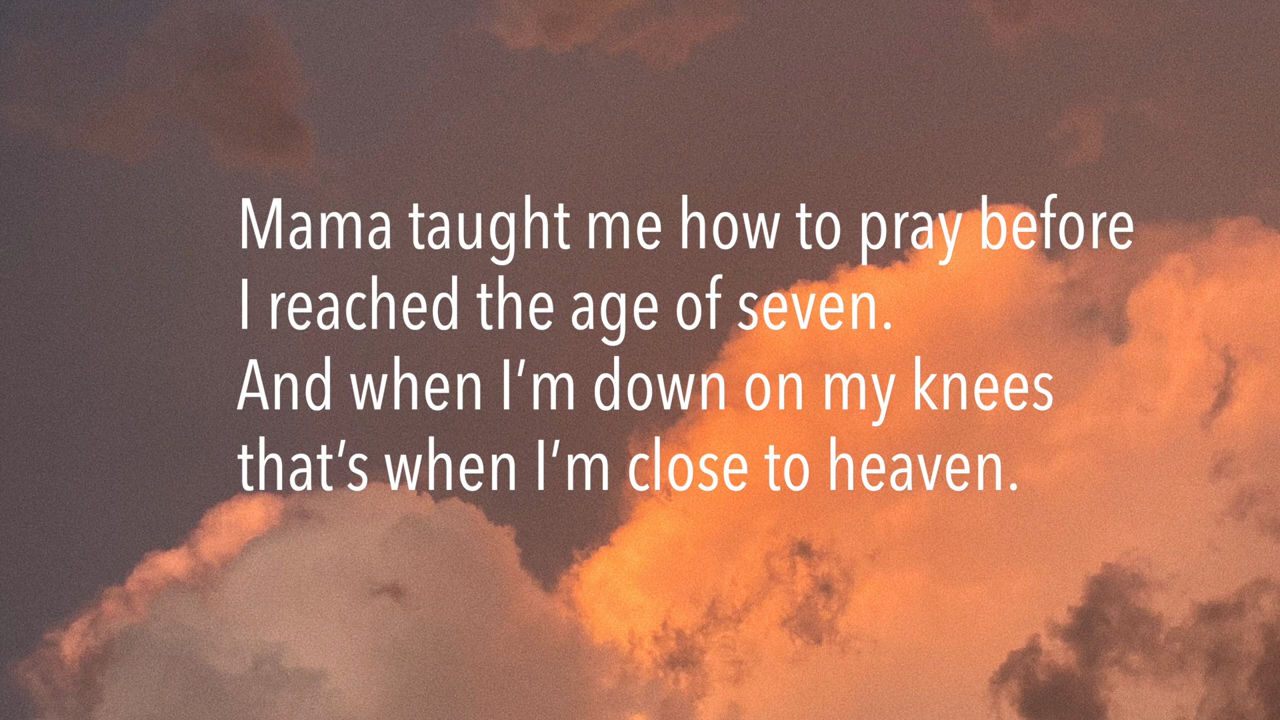 Mama taught me how to pray before
I reached the age of seven.
And when I’m down on my knees
that’s when I’m close to heaven.